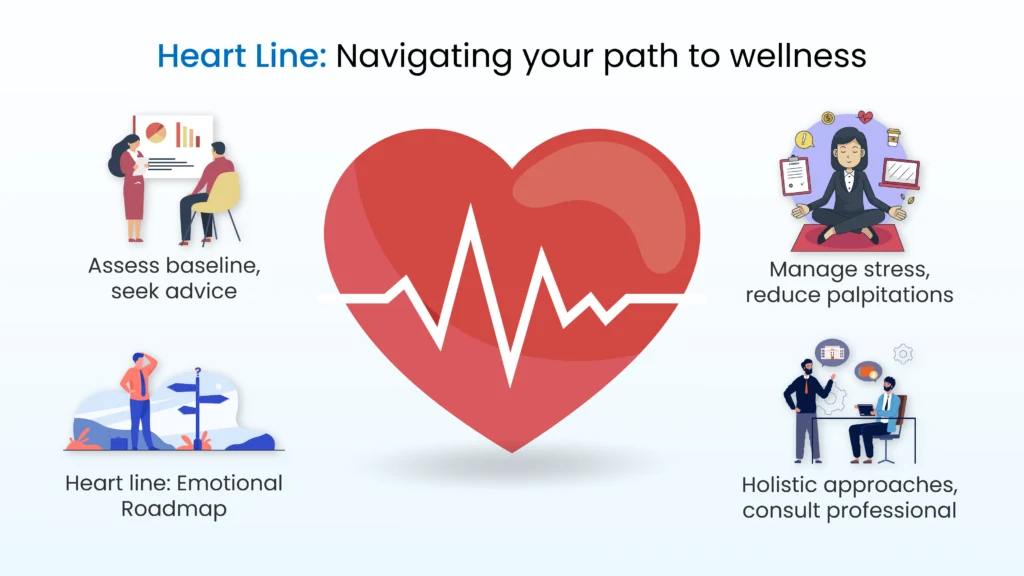 Heart Line: Navigating your path to wellness
Assess baseline,
seek advice
Manage stress,
reduce palpitations
Heart line: Emotional
Roadmap
Holistic approaches,
consult professional